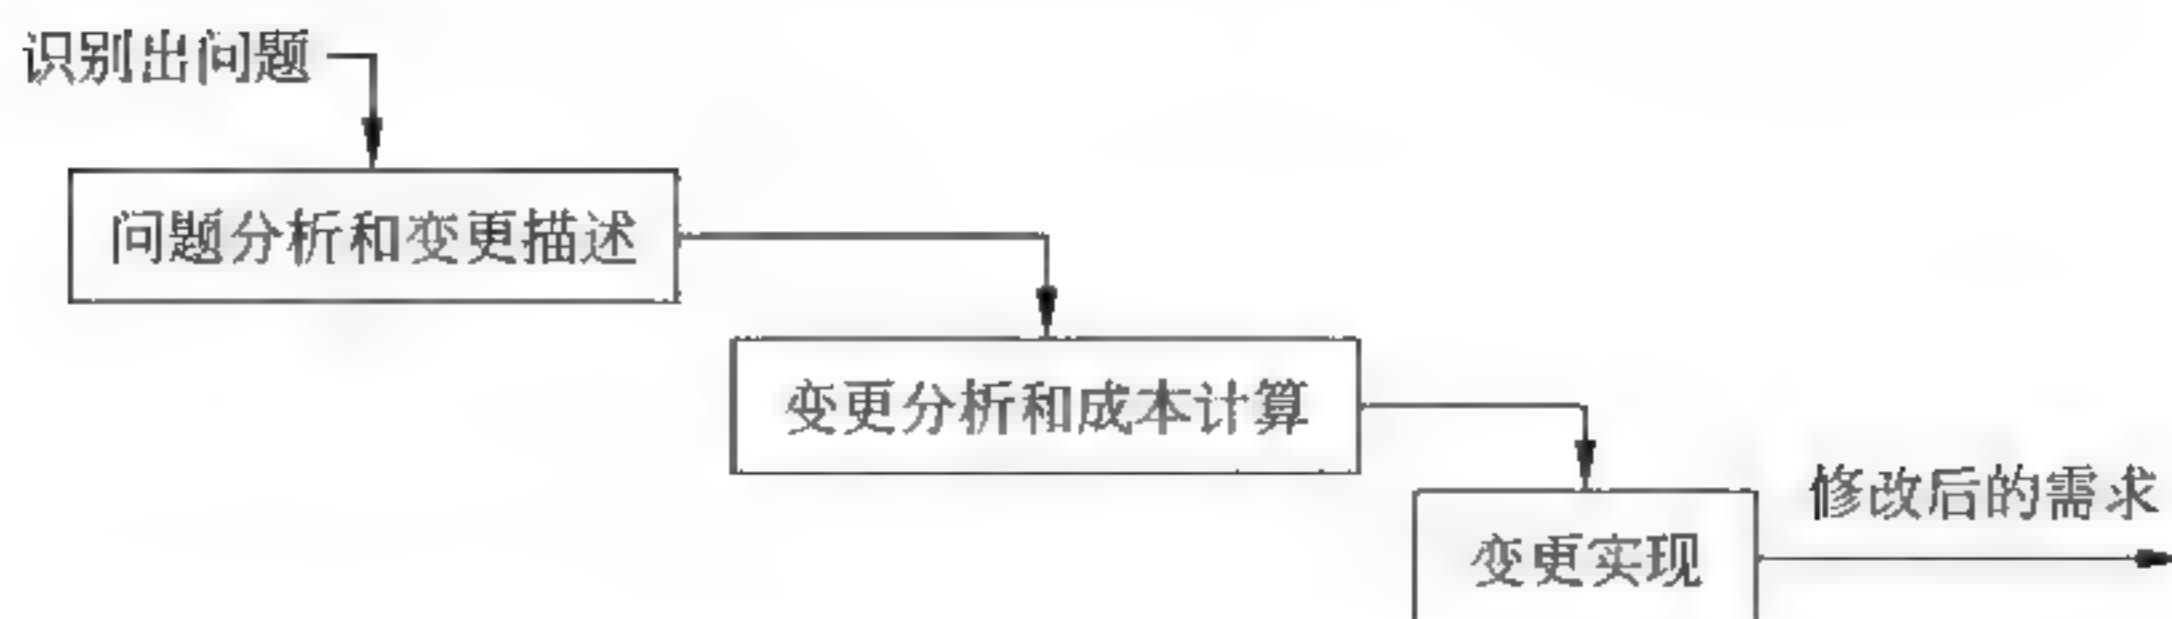 识别出问题
问题分析和变更描述
变更分析和成本计算
修改后的需求
变更实现